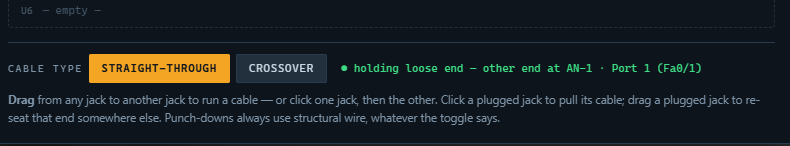 U6 — empty —
CABLE TYPE STRAIGHT-THROUGH CROSSOVER ● holding loose end — other end at AN-1 · Port 1 (Fa0/1)
Drag from any jack to another jack to run a cable — or click one jack, then the other. Click a plugged jack to pull its cable; drag a plugged jack to re-
seat that end somewhere else. Punch-downs always use structural wire, whatever the toggle says.